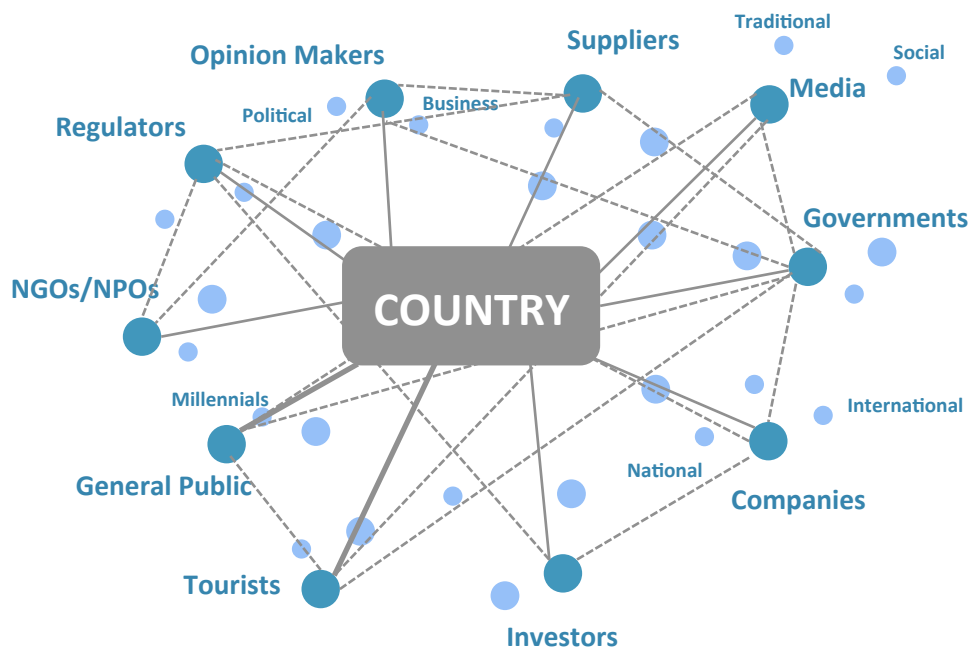 Traditional
Suppliers
Social
Opinion Makers
Media
Business
Political
Regulators
Governments
NGOs/NPOs
COUNTRY
Millennials
International
National
General Public
Companies
Tourists
Investors